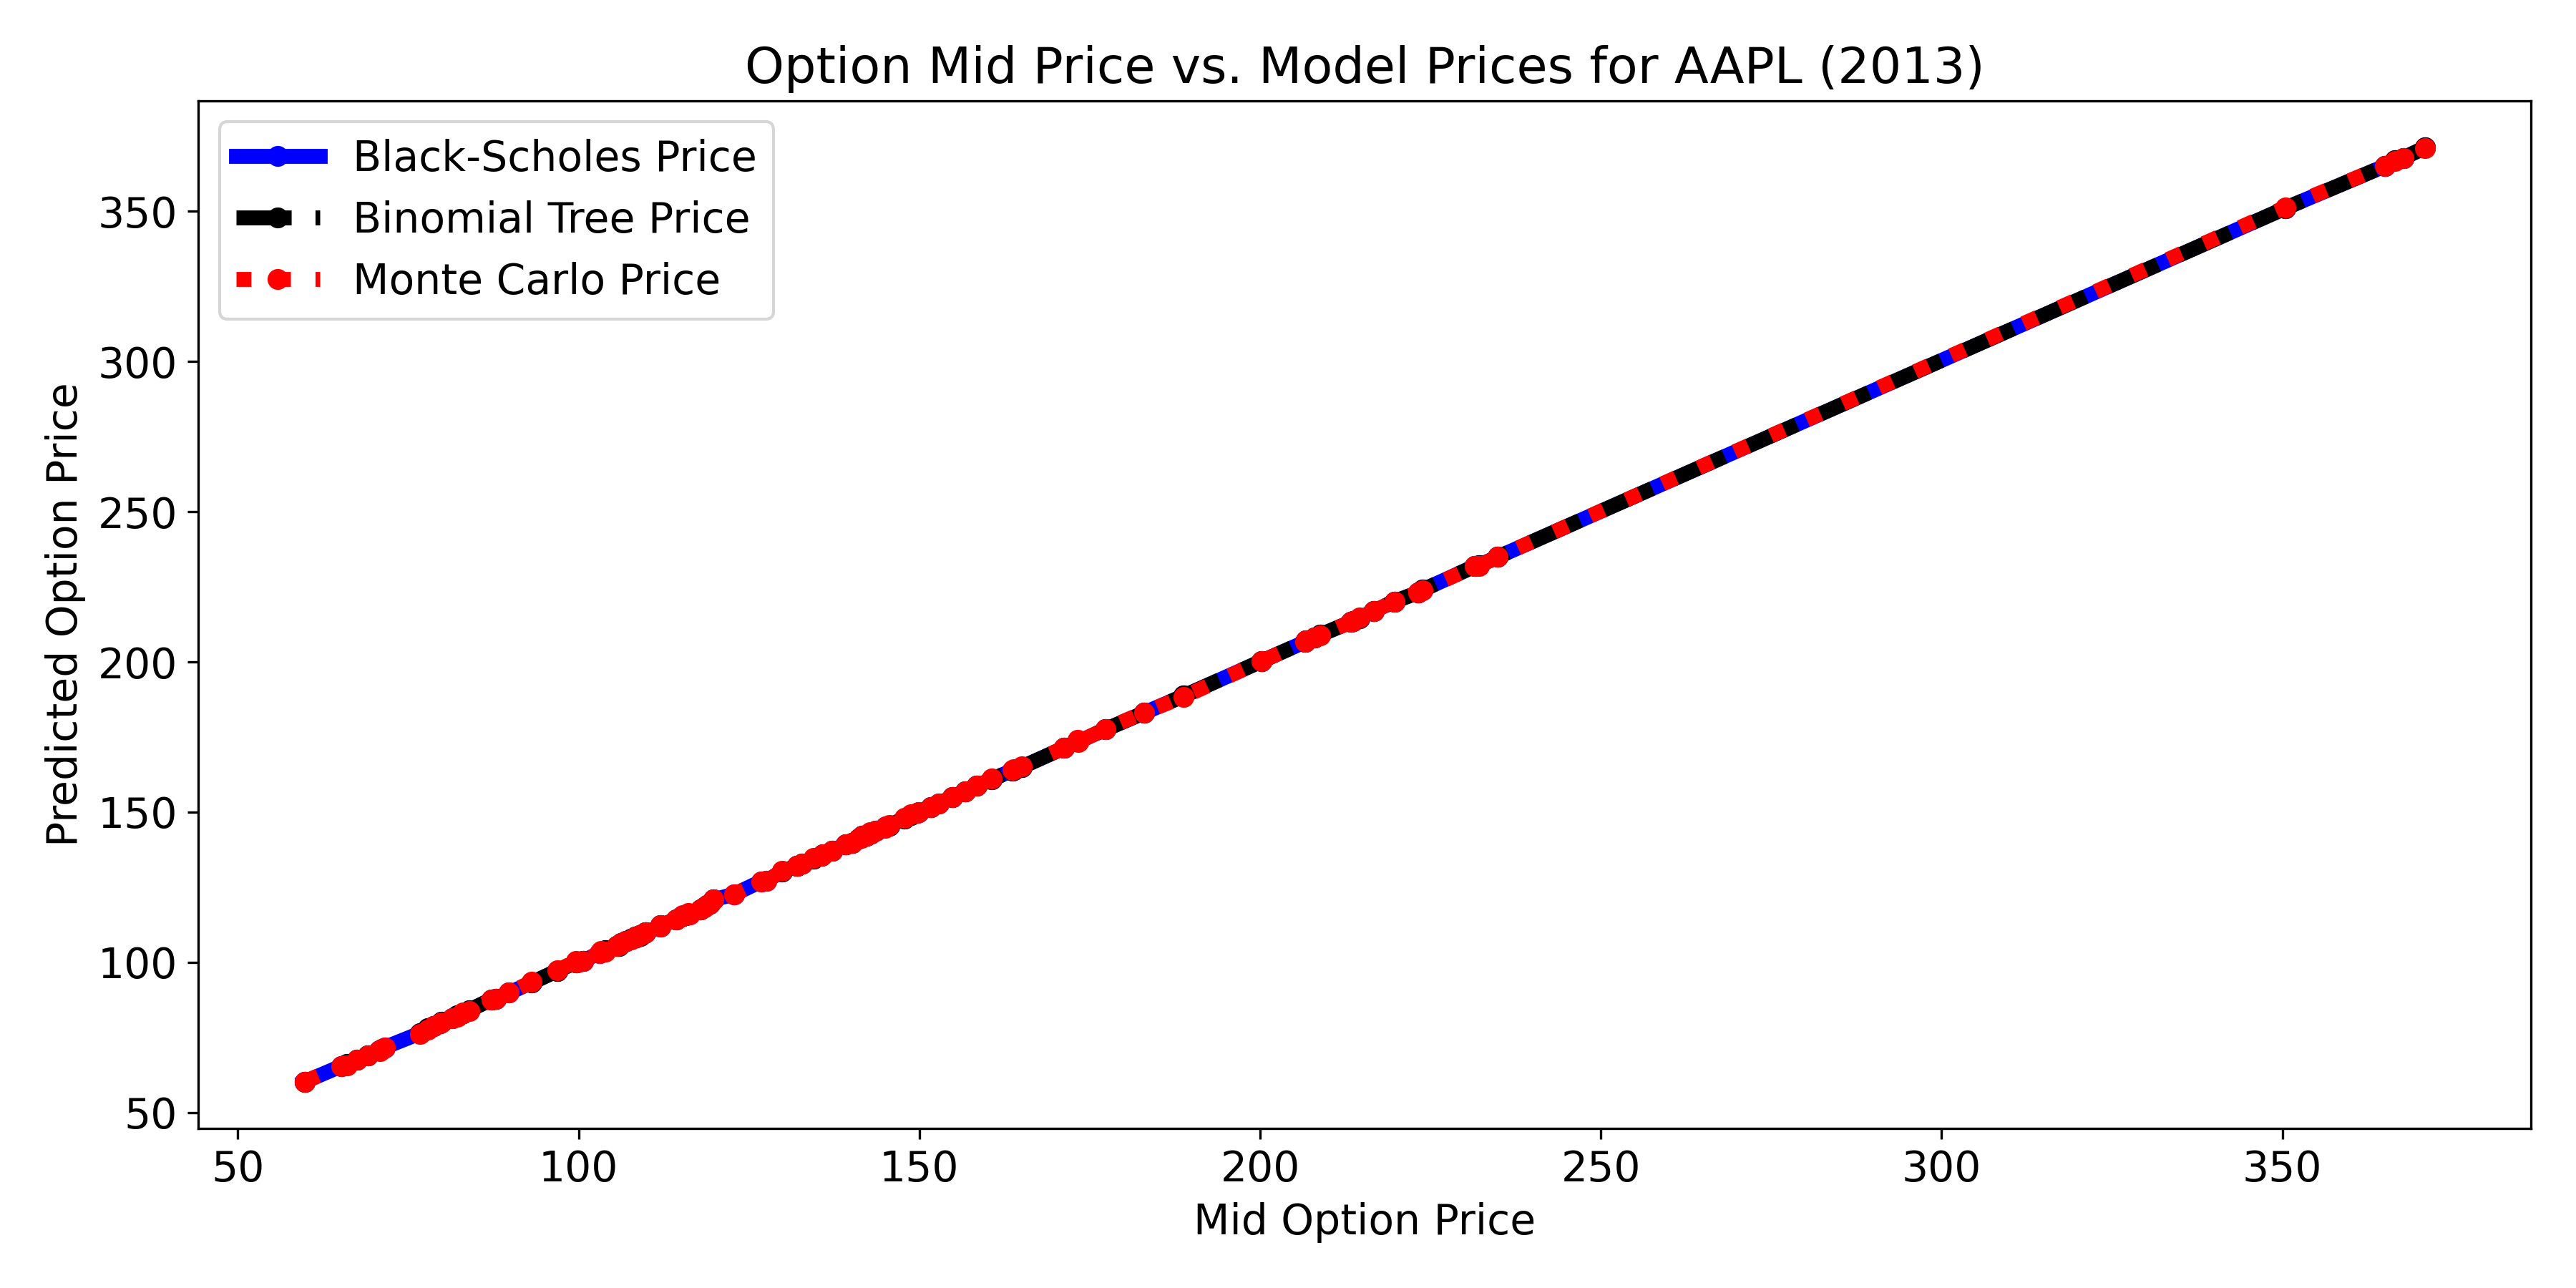 Option Mid Price vs. Model Prices for AAPL (2013)
Black-Scholes Price
Binomial Tree Price
Monte Carlo Price
Predicted Option Price
350
300
250
200
150
100
50
50 100 150 200 250 300 350
Mid Option Price